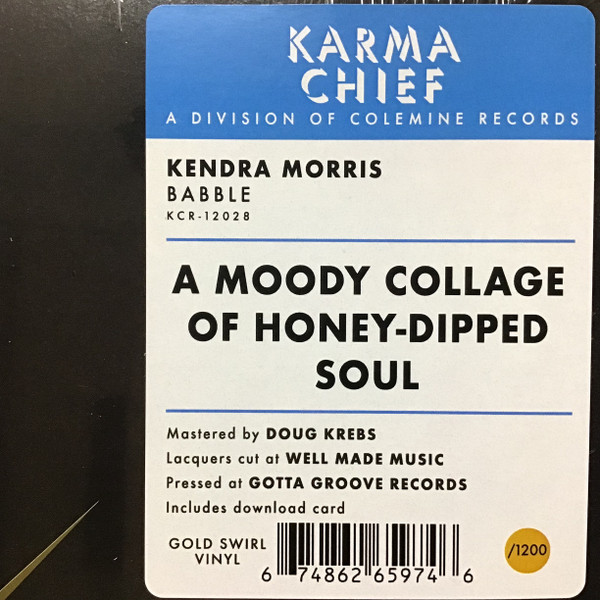 KARMA
CHIEF
A DIVISION OF COLEMINE RECORDS
KENDRA MORRIS
BABBLE
KCR-12028
A MOODY COLLAGE
OF HONEY-DIPPED
SOUL
Mastered by DOUG KREBS
Lacquers cut at WELL MADE MUSIC
Pressed at GOTTA GROOVE RECORDS
Includes download card
GOLD SWIRL
VINYL
6 74862 65974 6
/1200